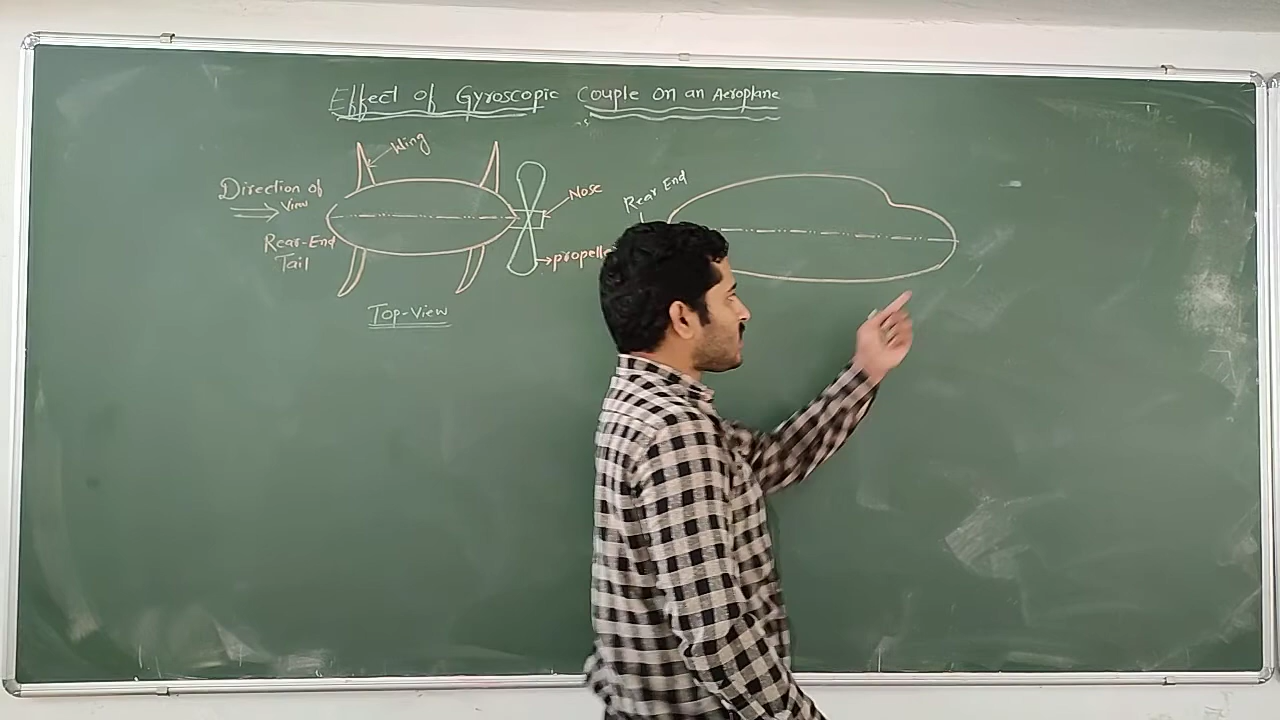 Effect of Gyroscopic Couple on an Aeroplane
Wing
Direction of
View
Nose
Rear-End
Tail
Top-View
Rear End